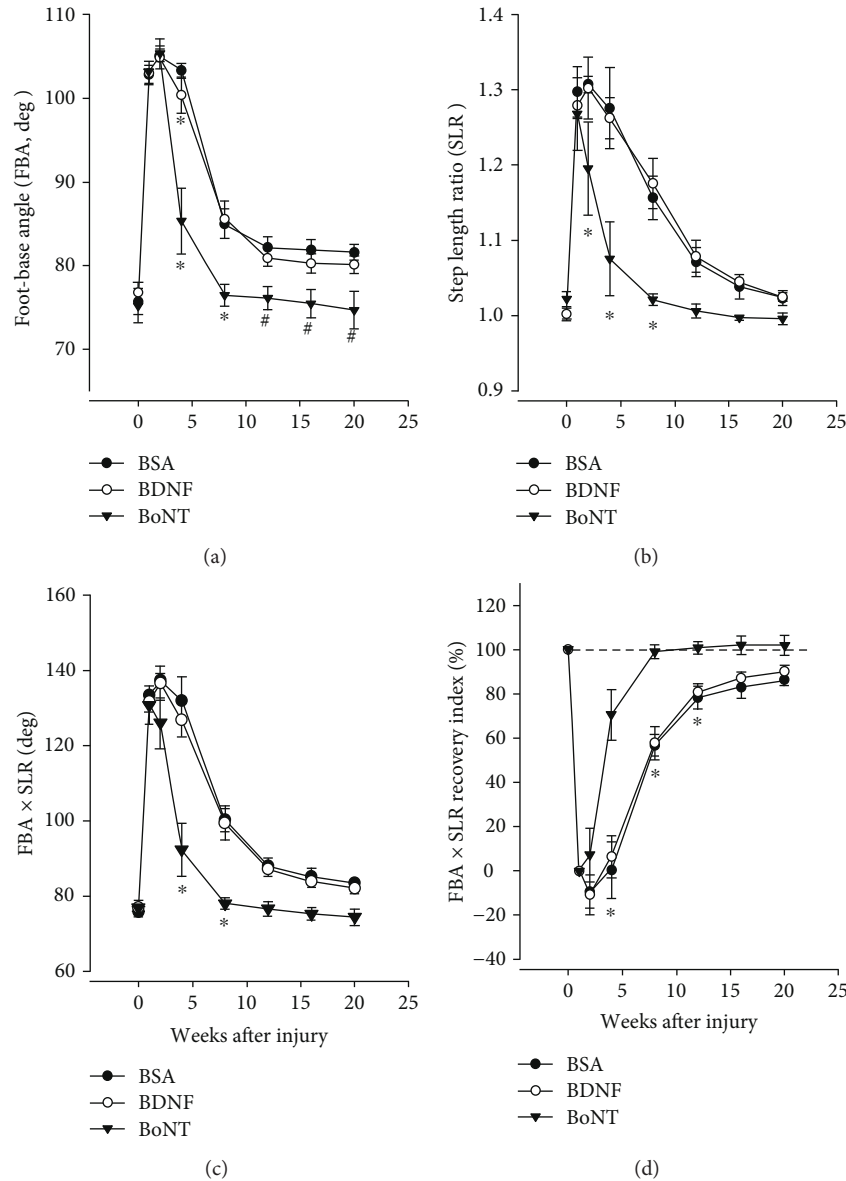 110
100
90
80
70
Foot-base angle (FBA, deg)
*
*
*
#
#
#
0 5 10 15 20 25
BSA
BDNF
BoNT
(a)
1.4
1.3
1.2
1.1
1.0
0.9
Step length ratio (SLR)
*
*
*
0 5 10 15 20 25
BSA
BDNF
BoNT
(b)
160
140
120
100
80
60
FBA × SLR (deg)
*
*
0 5 10 15 20 25
Weeks after injury
BSA
BDNF
BoNT
(c)
120
100
80
60
40
20
0
−20
−40
FBA × SLR recovery index (%)
*
*
*
0 5 10 15 20 25
Weeks after injury
BSA
BDNF
BoNT
(d)